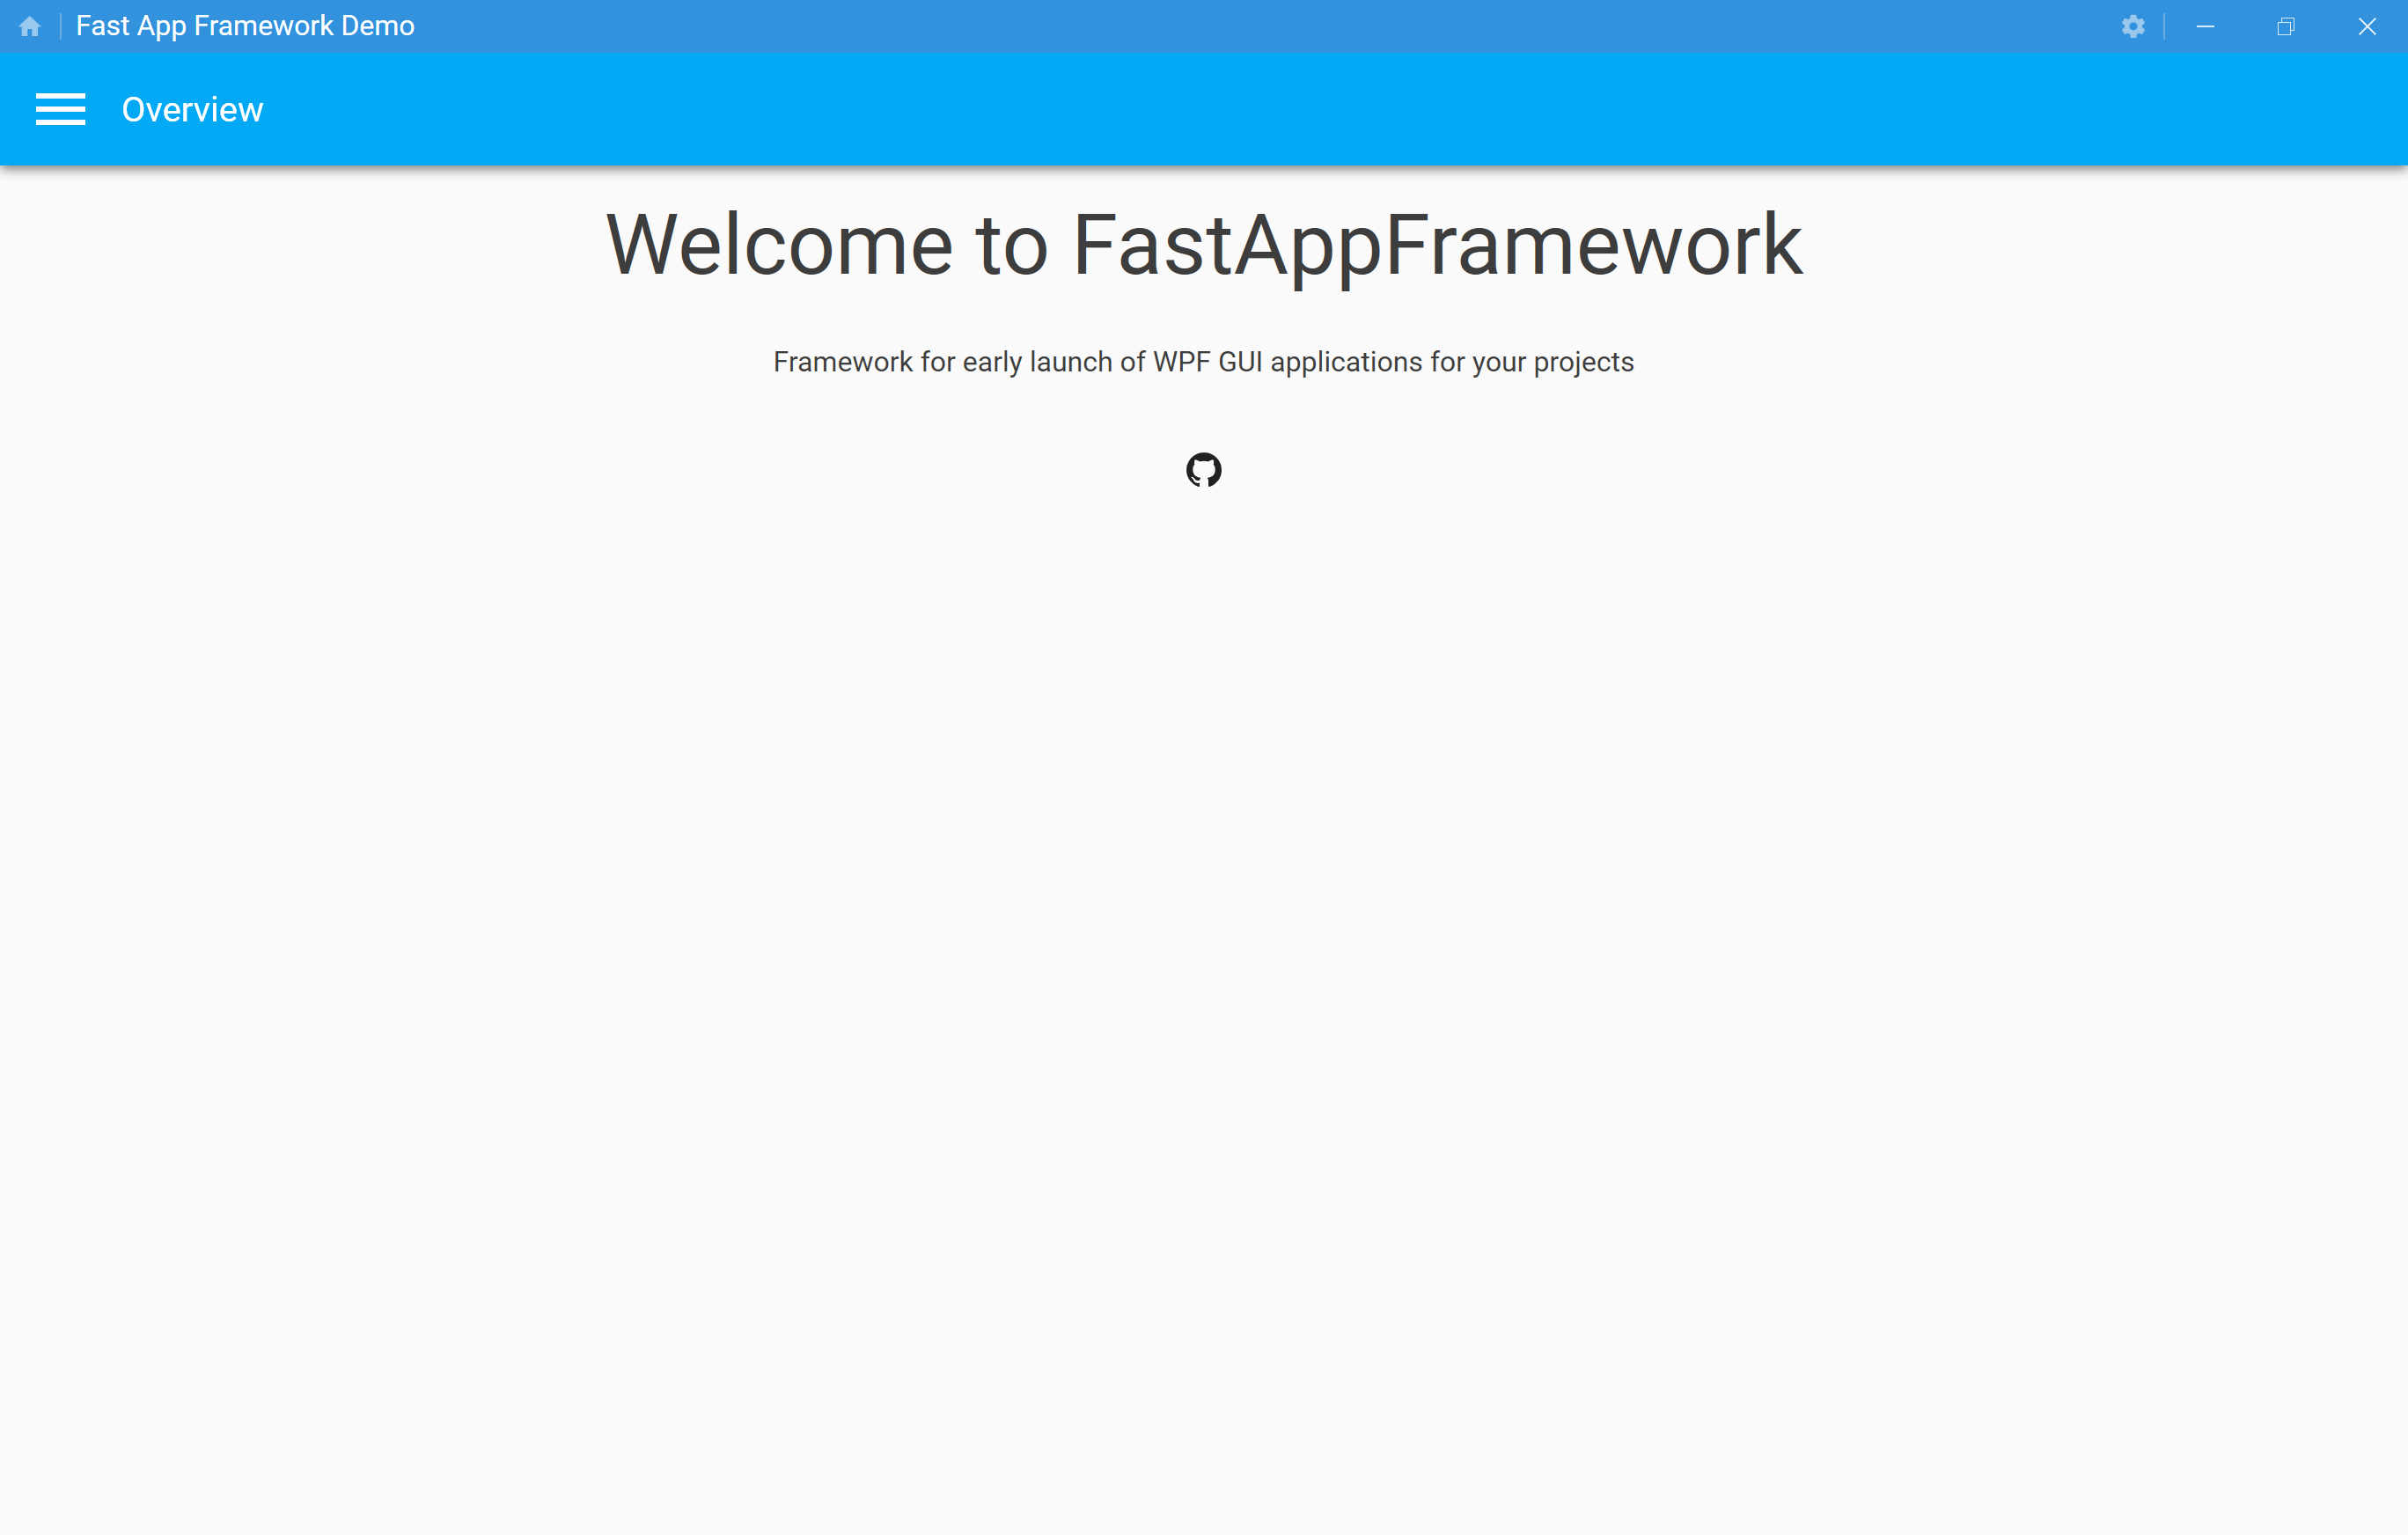 Fast App Framework Demo
Overview
Welcome to FastAppFramework
Framework for early launch of WPF GUI applications for your projects